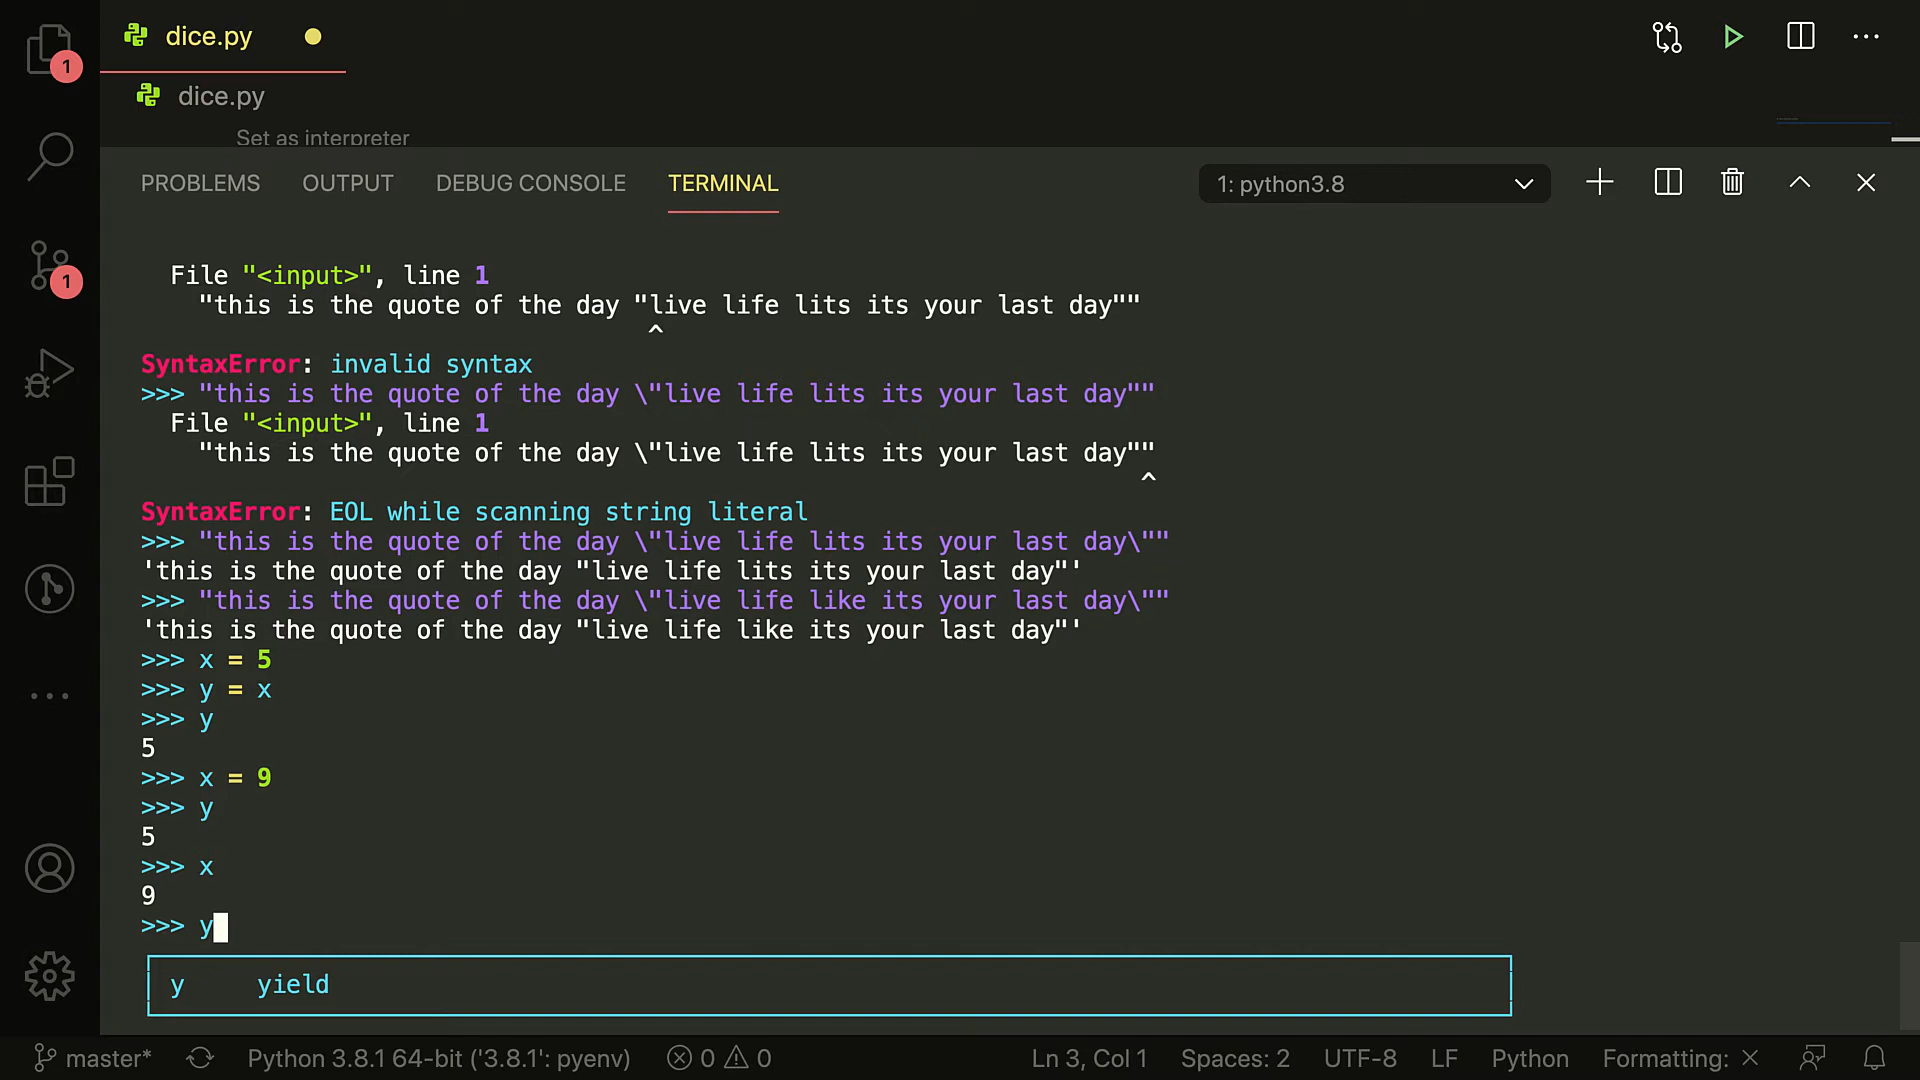 dice.py
dice.py
Set as interpreter
1
1
PROBLEMS OUTPUT DEBUG CONSOLE TERMINAL 1: python3.8
File "<input>", line 1
"this is the quote of the day "live life lits its your last day""
^
SyntaxError: invalid syntax
>>> "this is the quote of the day \"live life lits its your last day""
File "<input>", line 1
"this is the quote of the day \"live life lits its your last day""
^
SyntaxError: EOL while scanning string literal
>>> "this is the quote of the day \"live life lits its your last day\""
'this is the quote of the day "live life lits its your last day"'
>>> "this is the quote of the day \"live life like its your last day\""
'this is the quote of the day "live life like its your last day"'
>>> x = 5
>>> y = x
>>> y
5
>>> x = 9
>>> y
5
>>> x
9
>>> y
y yield
master* Python 3.8.1 64-bit ('3.8.1': pyenv) 0 0 Ln 3, Col 1 Spaces: 2 UTF-8 LF Python Formatting: ×